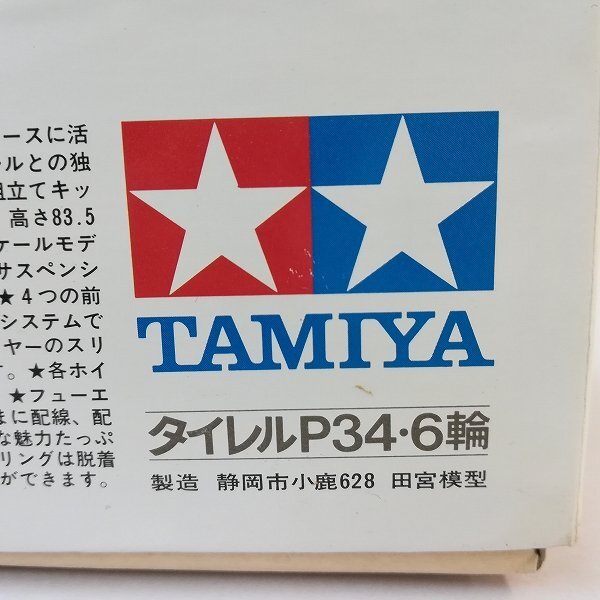 ースに活
ルとの独
組立てキッ
高さ83.5
ケールモデ
サスペンシ
★4つの前
システムで
ヤーのスリ
す。★各ホイ
★フューエ
まに配線、配
な魅力たっぷ
リングは脱着
ができます。
TAMIYA
タイレルP34・6輪
製造 静岡市小鹿628 田宮模型